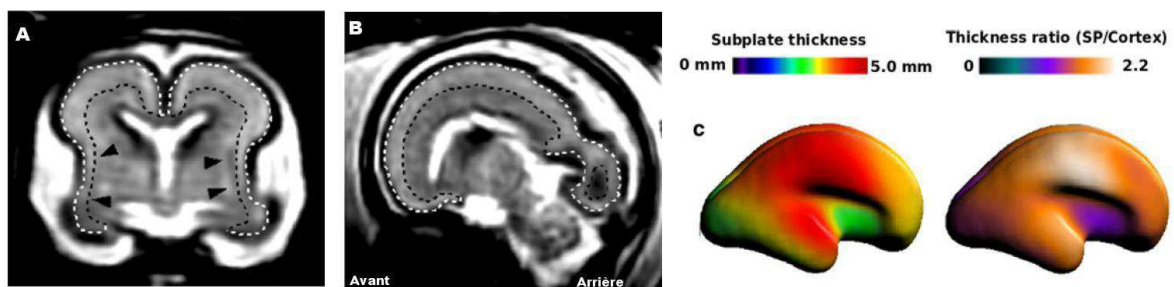 A
B
Avant
Arrière
Subplate thickness
0 mm
5.0 mm
Thickness ratio (SP/Cortex)
0
2.2
C